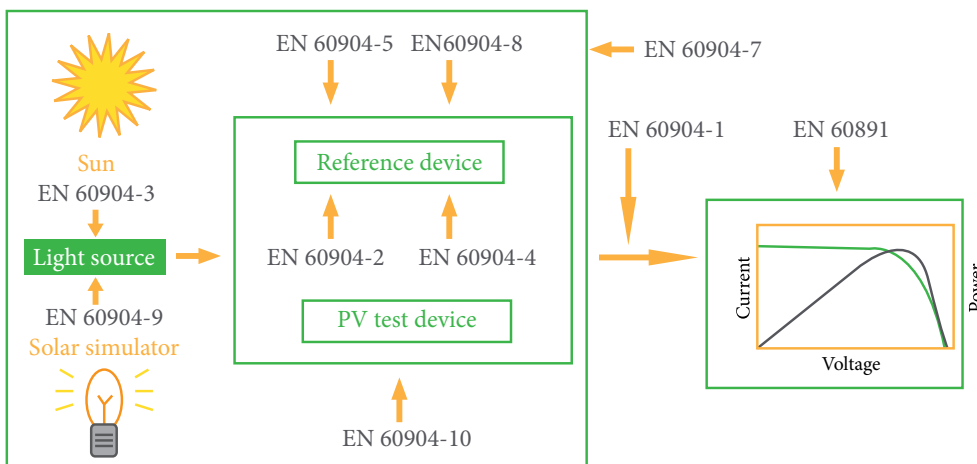 EN 60904-5
EN60904-8
EN 60904-7
Sun
EN 60904-3
Light source
EN 60904-9
Solar simulator
Reference device
EN 60904-2
EN 60904-4
PV test device
EN 60904-10
EN 60904-1
EN 60891
Current
Power
Voltage